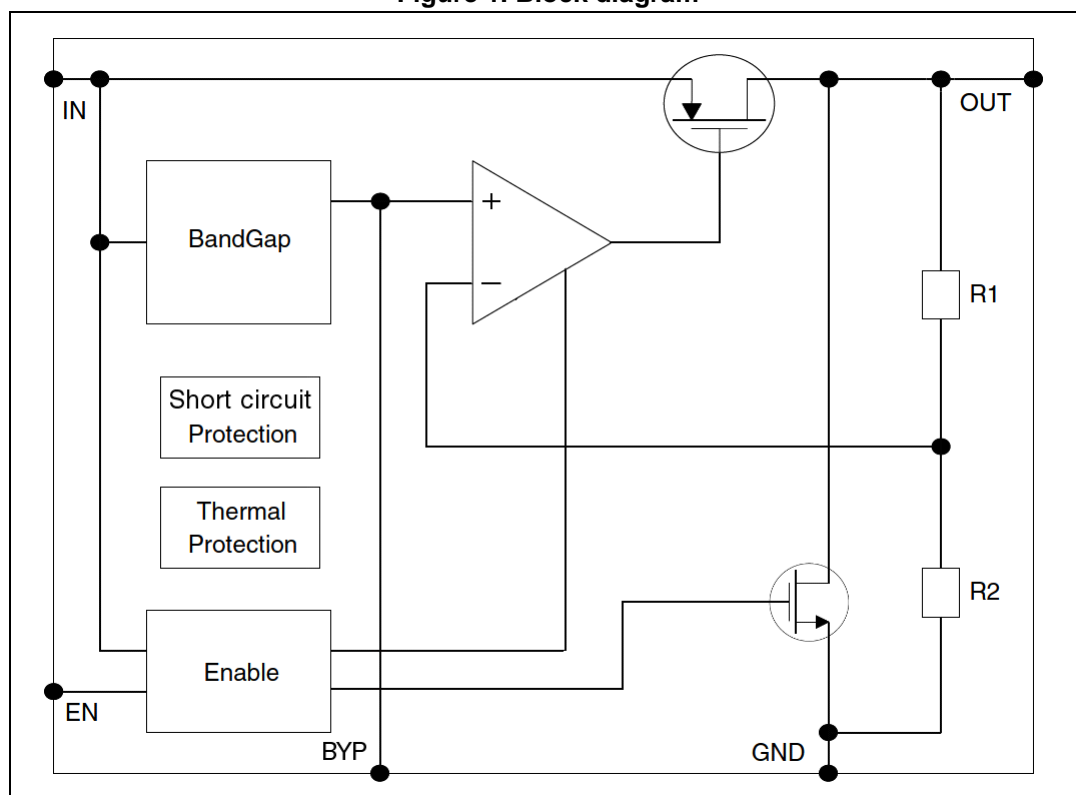 Figure 1. Block diagram
IN
OUT
BandGap
+
−
R1
Short circuit
Protection
Thermal
Protection
R2
Enable
EN
BYP
GND